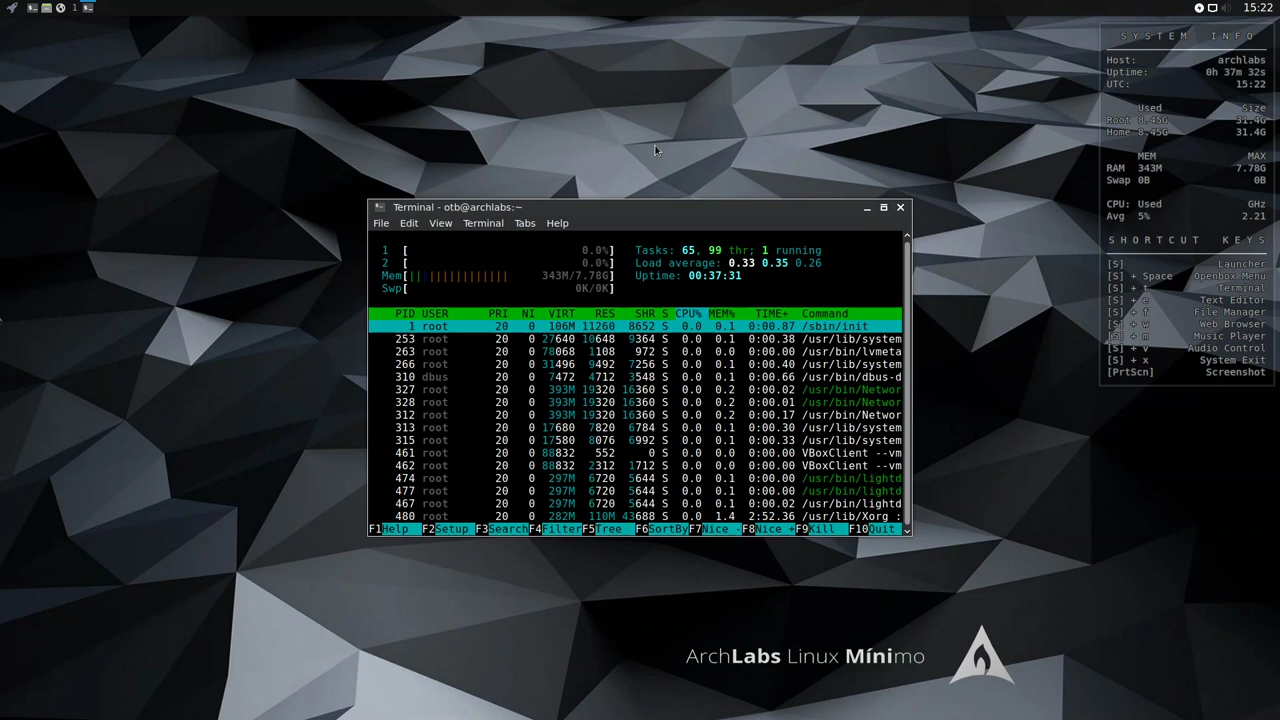 1 15:22
SYSTEM INFO
Host: archlabs
Uptime: 0h 37m 32s
UTC: 15:22
Used Size
Root 8.45G 31.4G
Home 8.45G 31.4G
MEM MAX
RAM 343M 7.78G
Swap 0B 0B
CPU: Used GHz
Avg 5% 2.21
SHORTCUT KEYS
[S] Launcher
[S] + Space Openbox Menu
[S] + t Terminal
[S] + e Text Editor
[S] + f File Manager
[S] + w Web Browser
[S] + m Music Player
[S] + v Audio Control
[S] + x System Exit
[PrtScn] Screenshot
Terminal - otb@archlabs:~
File Edit View Terminal Tabs Help
1 [ 0.0%] Tasks: 65, 99 thr; 1 running
2 [ 0.0%] Load average: 0.33 0.35 0.26
Mem[||||||||||||||| 343M/7.78G] Uptime: 00:37:31
Swp[ 0K/0K]
PID USER PRI NI VIRT RES SHR S CPU% MEM% TIME+ Command
1 root 20 0 106M 11260 8652 S 0.0 0.1 0:00.87 /sbin/init
253 root 20 0 27640 10648 9364 S 0.0 0.1 0:00.38 /usr/lib/system
263 root 20 0 78068 1108 972 S 0.0 0.0 0:00.00 /usr/bin/lvmeta
266 root 20 0 31496 9492 7256 S 0.0 0.1 0:00.40 /usr/lib/system
310 dbus 20 0 7472 4712 3548 S 0.0 0.1 0:00.66 /usr/bin/dbus-d
327 root 20 0 393M 19320 16360 S 0.0 0.2 0:00.02 /usr/bin/Networ
328 root 20 0 393M 19320 16360 S 0.0 0.2 0:00.01 /usr/bin/Networ
312 root 20 0 393M 19320 16360 S 0.0 0.2 0:00.17 /usr/bin/Networ
313 root 20 0 17680 7820 6784 S 0.0 0.1 0:00.30 /usr/lib/system
315 root 20 0 17580 8076 6992 S 0.0 0.1 0:00.33 /usr/lib/system
461 root 20 0 88832 552 0 S 0.0 0.0 0:00.00 VBoxClient --vm
462 root 20 0 88832 2312 1712 S 0.0 0.0 0:00.00 VBoxClient --vm
474 root 20 0 297M 6720 5644 S 0.0 0.1 0:00.00 /usr/bin/lightd
477 root 20 0 297M 6720 5644 S 0.0 0.1 0:00.00 /usr/bin/lightd
467 root 20 0 297M 6720 5644 S 0.0 0.1 0:00.02 /usr/bin/lightd
480 root 20 0 282M 110M 43688 S 0.0 1.4 2:52.36 /usr/lib/Xorg :
F1Help F2Setup F3SearchF4FilterF5Tree F6SortByF7Nice -F8Nice +F9Kill F10Quit
ArchLabs Linux Mínimo